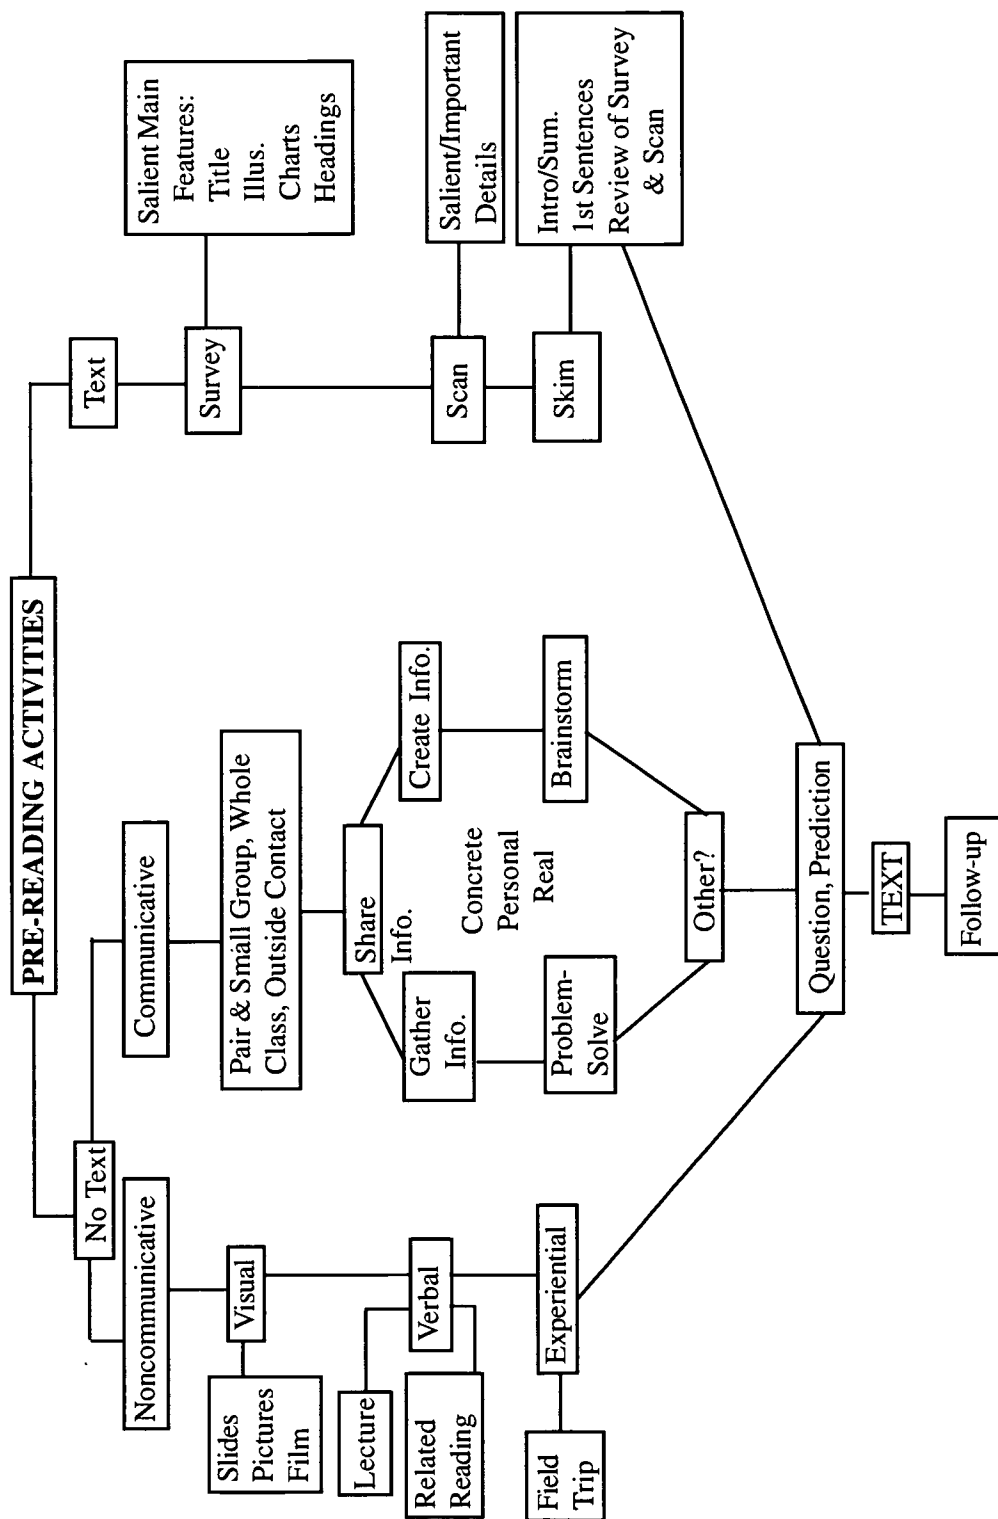 PRE-READING ACTIVITIES
No Text
Noncommunicative
Visual
Slides
Pictures
Film
Verbal
Lecture
Related
Reading
Experiential
Field
Trip
Communicative
Pair & Small Group, Whole
Class, Outside Contact
Share
Info.
Gather
Info.
Create Info.
Concrete
Personal
Real
Problem-
Solve
Brainstorm
Other?
Text
Survey
Salient Main
Features:
Title
Illus.
Charts
Headings
Scan
Salient/Important
Details
Skim
Intro/Sum.
1st Sentences
Review of Survey
& Scan
Question, Prediction
TEXT
Follow-up